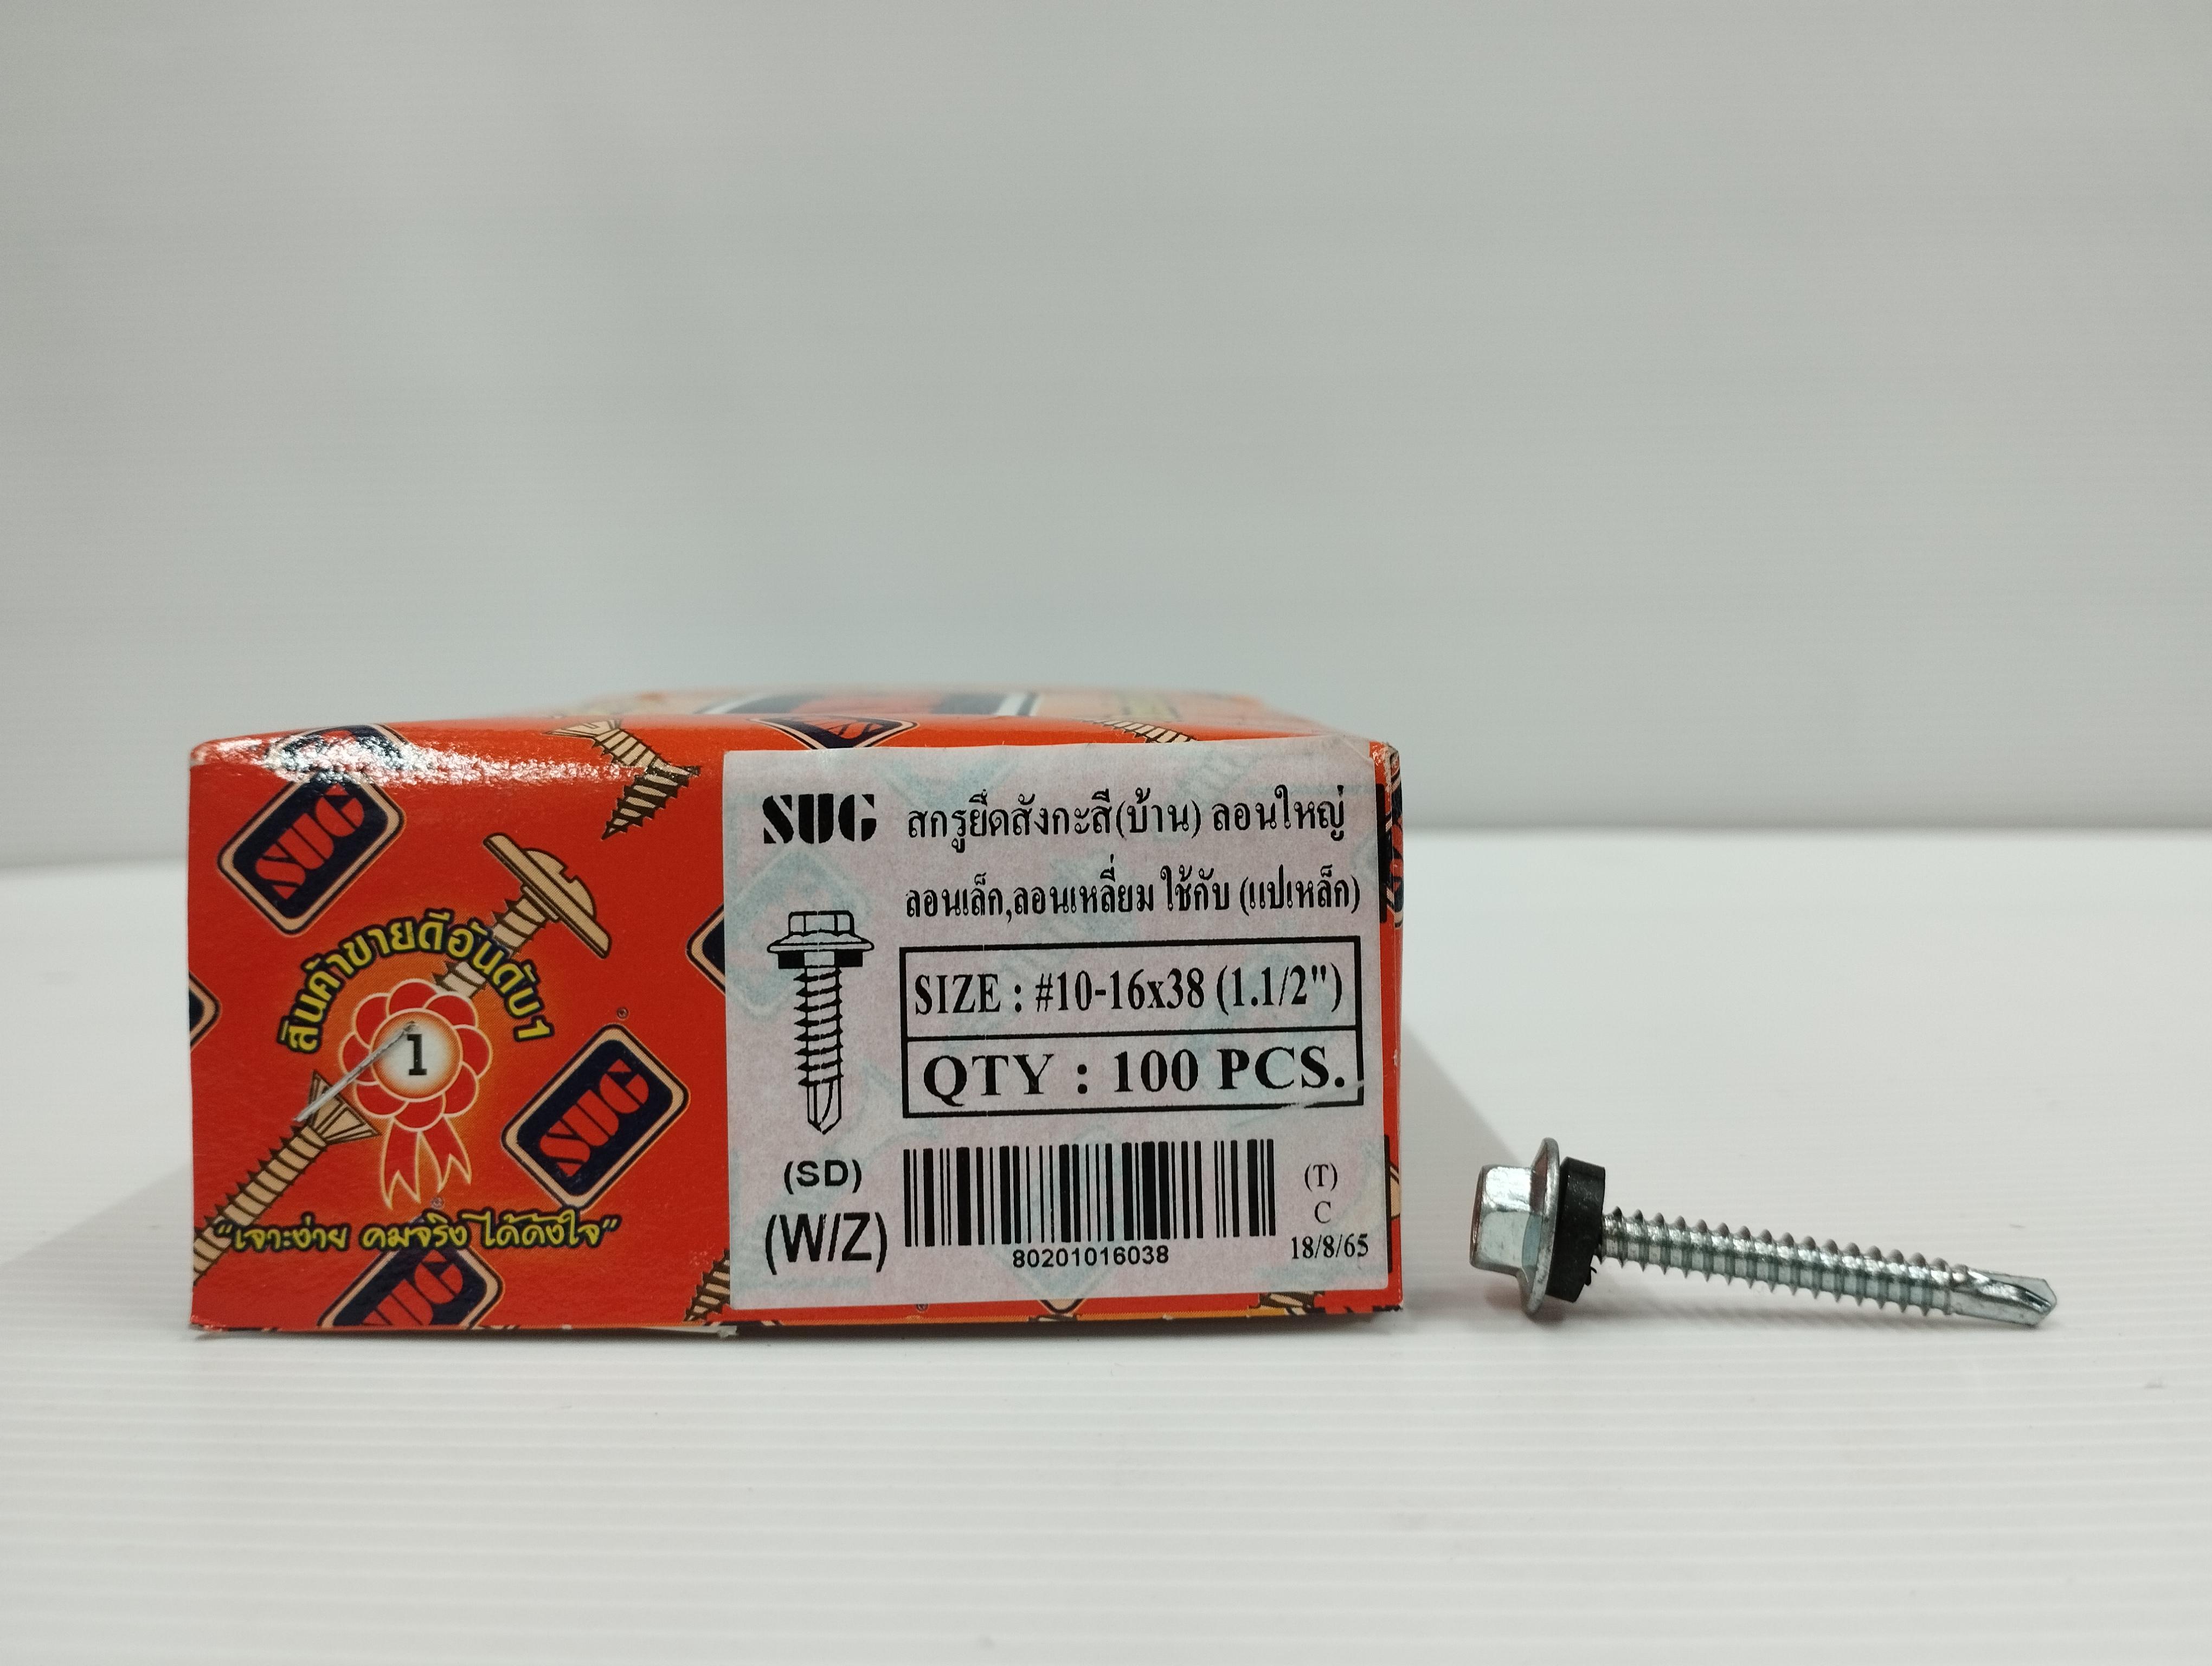 SUG
สินค้าขายดีอันดับ1
1
SUG
"เจาะง่าย คมจริง ได้ดังใจ"
SUG
SUG สกรูยึดสังกะสี(บ้าน) ลอนใหญ่
ลอนเล็ก,ลอนเหลี่ยม ใช้กับ (แปเหล็ก)
SIZE : #10-16x38 (1.1/2")
QTY : 100 PCS.
(SD)
(W/Z)
80201016038
(T)
C
18/8/65